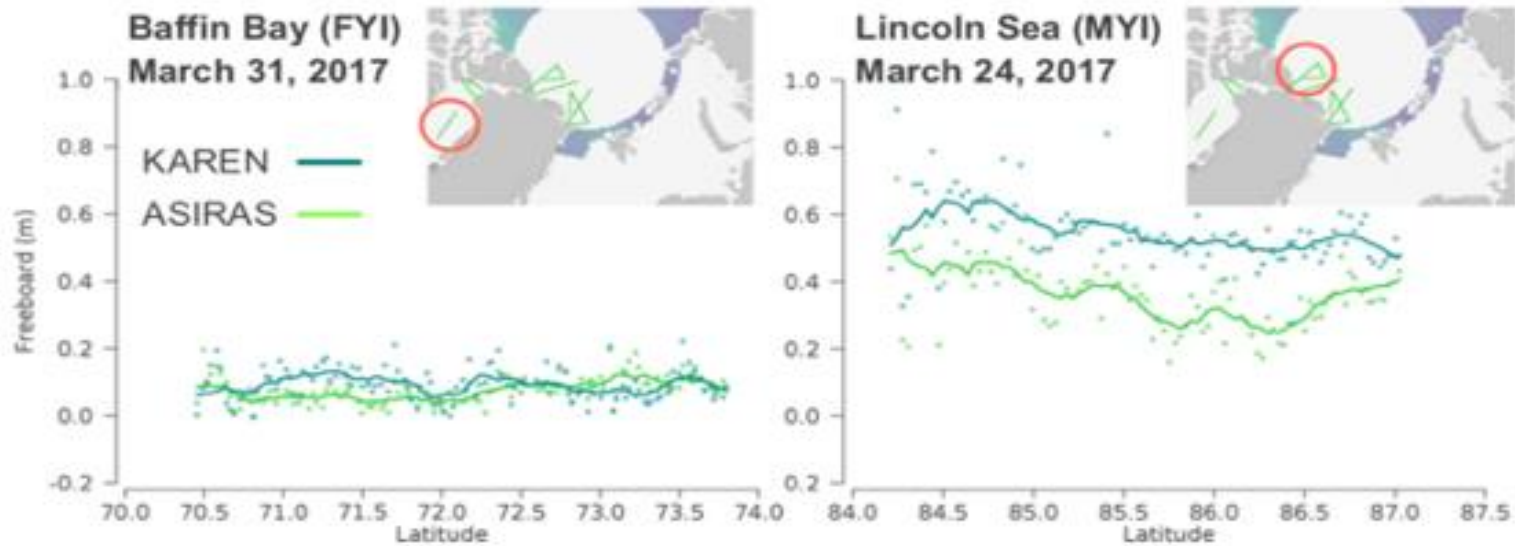 Baffin Bay (FYI)
March 31, 2017
KAREN
ASIRAS
Freeboard (m)
1.0
0.8
0.6
0.4
0.2
0.0
-0.2
70.0 70.5 71.0 71.5 72.0 72.5 73.0 73.5 74.0
Latitude
Lincoln Sea (MYI)
March 24, 2017
1.0
0.8
0.6
0.4
0.2
0.0
0.2
84.0 84.5 85.0 85.5 86.0 86.5 87.0 87.5
Latitude